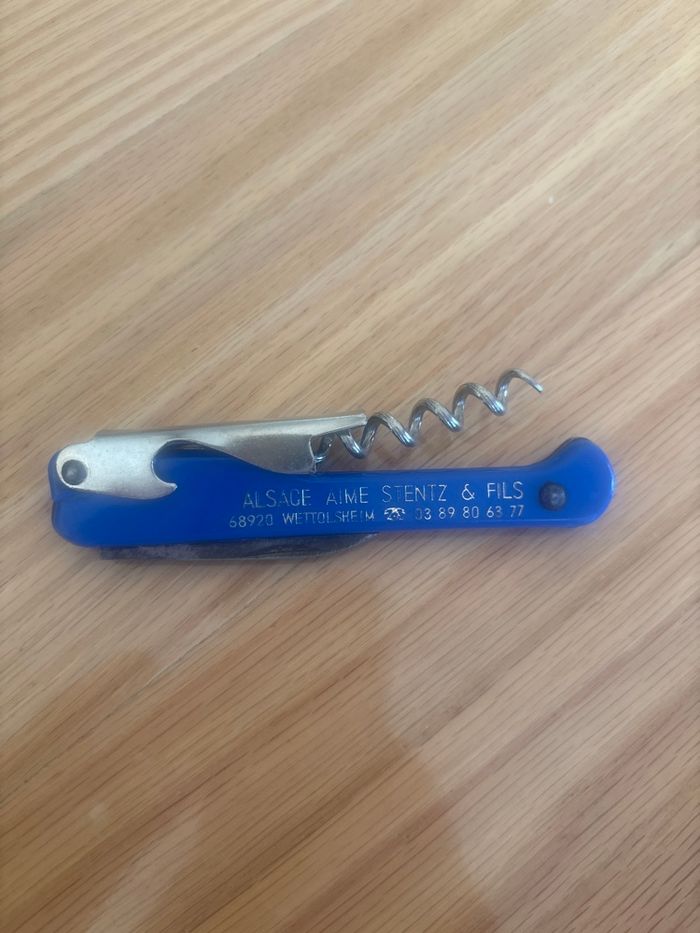 ALSACE AIME STENTZ & FILS
68920 WETTOLSHEIM ☎ 03 89 80 63 77